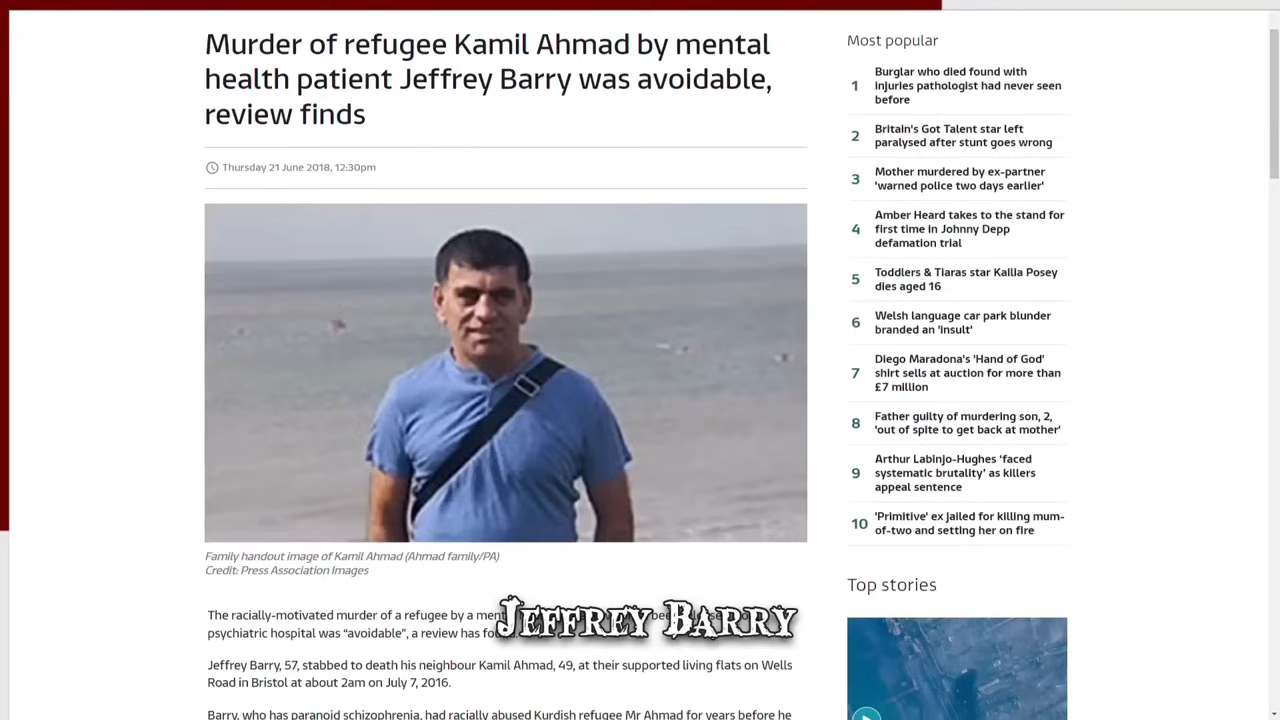 Murder of refugee Kamil Ahmad by mental
health patient Jeffrey Barry was avoidable,
review finds
Thursday 21 June 2018, 12:30pm
Family handout image of Kamil Ahmad (Ahmad family/PA)
Credit: Press Association Images
The racially-motivated murder of a refugee by a
psychiatric hospital was “avoidable”, a review has
Jeffrey Barry
Jeffrey Barry, 57, stabbed to death his neighbour Kamil Ahmad, 49, at their supported living flats on Wells
Road in Bristol at about 2am on July 7, 2016.
Barry, who has paranoid schizophrenia, had racially abused Kurdish refugee Mr Ahmad for years before he
Most popular
1 Burglar who died found with
injuries pathologist had never seen
before
2 Britain's Got Talent star left
paralysed after stunt goes wrong
3 Mother murdered by ex-partner
'warned police two days earlier'
4 Amber Heard takes to the stand for
first time in Johnny Depp
defamation trial
5 Toddlers & Tiaras star Kailia Posey
dies aged 16
6 Welsh language car park blunder
branded an 'insult'
7 Diego Maradona's 'Hand of God'
shirt sells at auction for more than
£7 million
8 Father guilty of murdering son, 2,
'out of spite to get back at mother'
9 Arthur Labinjo-Hughes ‘faced
systematic brutality’ as killers
appeal sentence
10 'Primitive' ex jailed for killing mum-
of-two and setting her on fire
Top stories